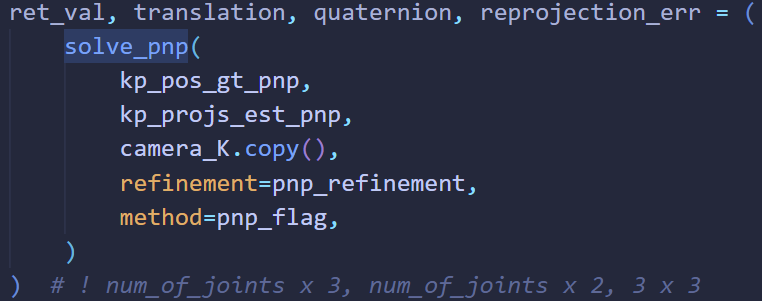 ret_val, translation, quaternion, reprojection_err = (
    solve_pnp(
        kp_pos_gt_pnp,
        kp_projs_est_pnp,
        camera_K.copy(),
        refinement=pnp_refinement,
        method=pnp_flag,
    )
)  # ! num_of_joints x 3, num_of_joints x 2, 3 x 3